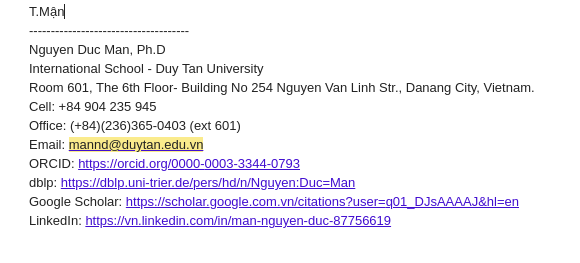 T.Mận
-------------------------------------
Nguyen Duc Man, Ph.D
International School - Duy Tan University
Room 601, The 6th Floor- Building No 254 Nguyen Van Linh Str., Danang City, Vietnam.
Cell: +84 904 235 945
Office: (+84)(236)365-0403 (ext 601)
Email: mannd@duytan.edu.vn
ORCID: https://orcid.org/0000-0003-3344-0793
dblp: https://dblp.uni-trier.de/pers/hd/n/Nguyen:Duc=Man
Google Scholar: https://scholar.google.com.vn/citations?user=q01_DJsAAAAJ&hl=en
LinkedIn: https://vn.linkedin.com/in/man-nguyen-duc-87756619